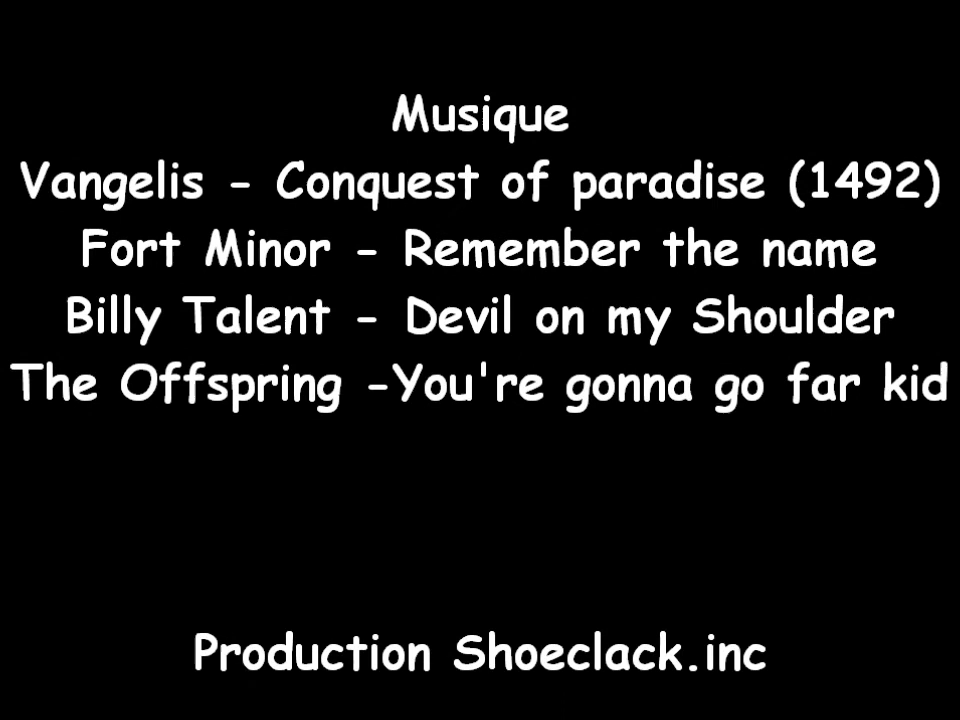 Musique
Vangelis - Conquest of paradise (1492)
Fort Minor - Remember the name
Billy Talent - Devil on my Shoulder
The Offspring -You're gonna go far kid
Production Shoeclack.inc